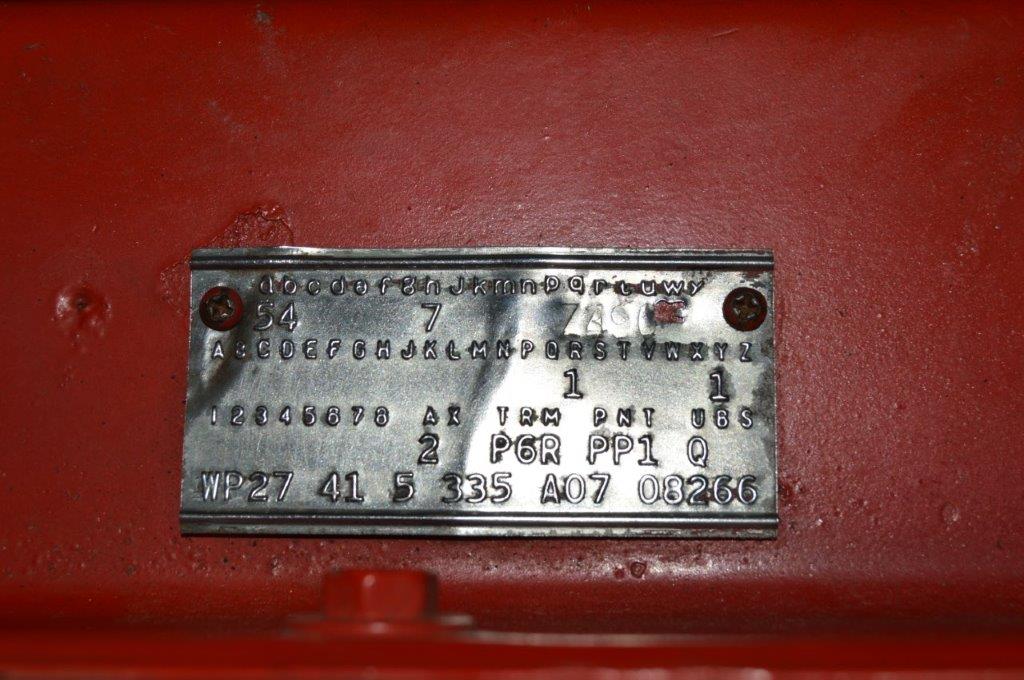 abcdefghJkmnpqrtuwy
54 7
ABCDEFGHJKLMNPQRSTVWXYZ
1 1
12345678 AX TRM PNT UBS
2 P6R PP1 Q
WP27 41 5 335 A07 08266